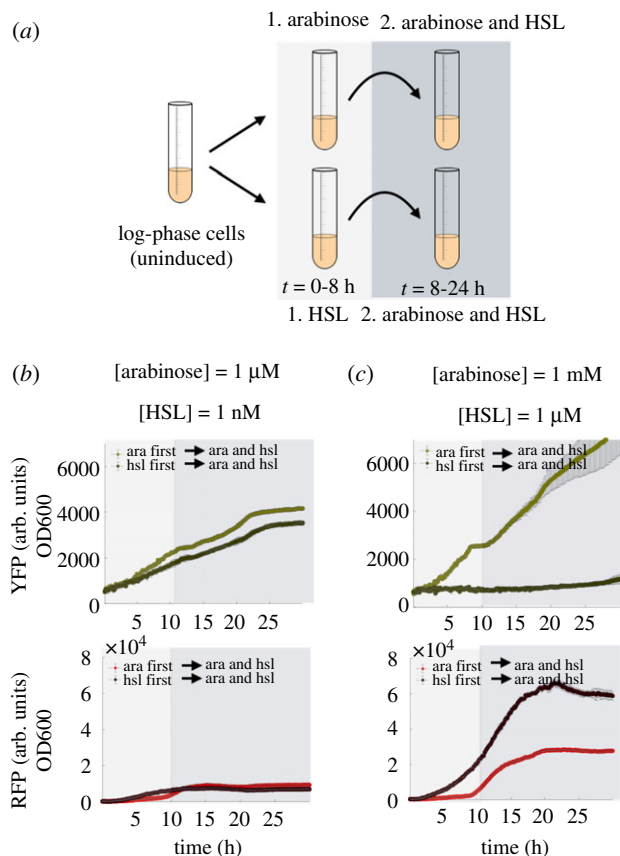 (a)
1. arabinose 2. arabinose and HSL
log-phase cells
(uninduced)
t = 0-8 h t = 8-24 h
1. HSL 2. arabinose and HSL
(b) [arabinose] = 1 µM
[HSL] = 1 nM
(c) [arabinose] = 1 mM
[HSL] = 1 µM
YFP (arb. units)
OD600
ara first ara and hsl
hsl first ara and hsl
6000
4000
2000
0
5 10 15 20 25
ara first ara and hsl
hsl first ara and hsl
6000
4000
2000
0
5 10 15 20 25
RFP (arb. units)
OD600
×10⁴
ara first ara and hsl
hsl first ara and hsl
8
6
4
2
0
5 10 15 20 25
time (h)
×10⁴
ara first ara and hsl
hsl first ara and hsl
8
6
4
2
0
5 10 15 20 25
time (h)